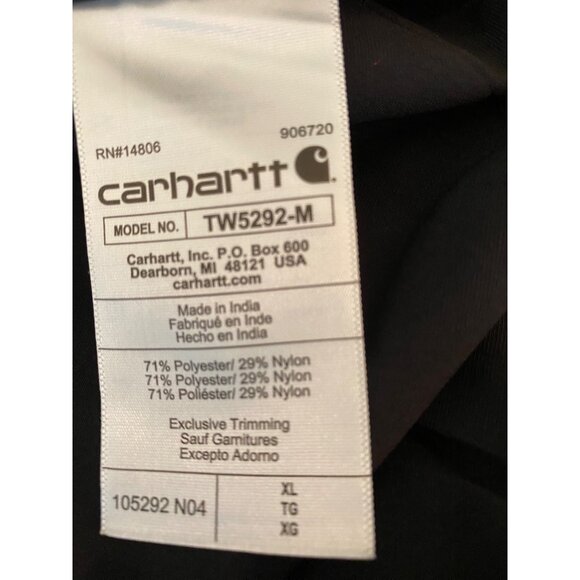 RN#14806 906720
carhartt
MODEL NO. TW5292-M
Carhartt, Inc. P.O. Box 600
Dearborn, MI 48121 USA
carhartt.com
Made in India
Fabriqué en Inde
Hecho en India
71% Polyester/ 29% Nylon
71% Polyester/ 29% Nylon
71% Poliéster/ 29% Nylon
Exclusive Trimming
Sauf Garnitures
Excepto Adorno
105292 N04
XL
TG
XG